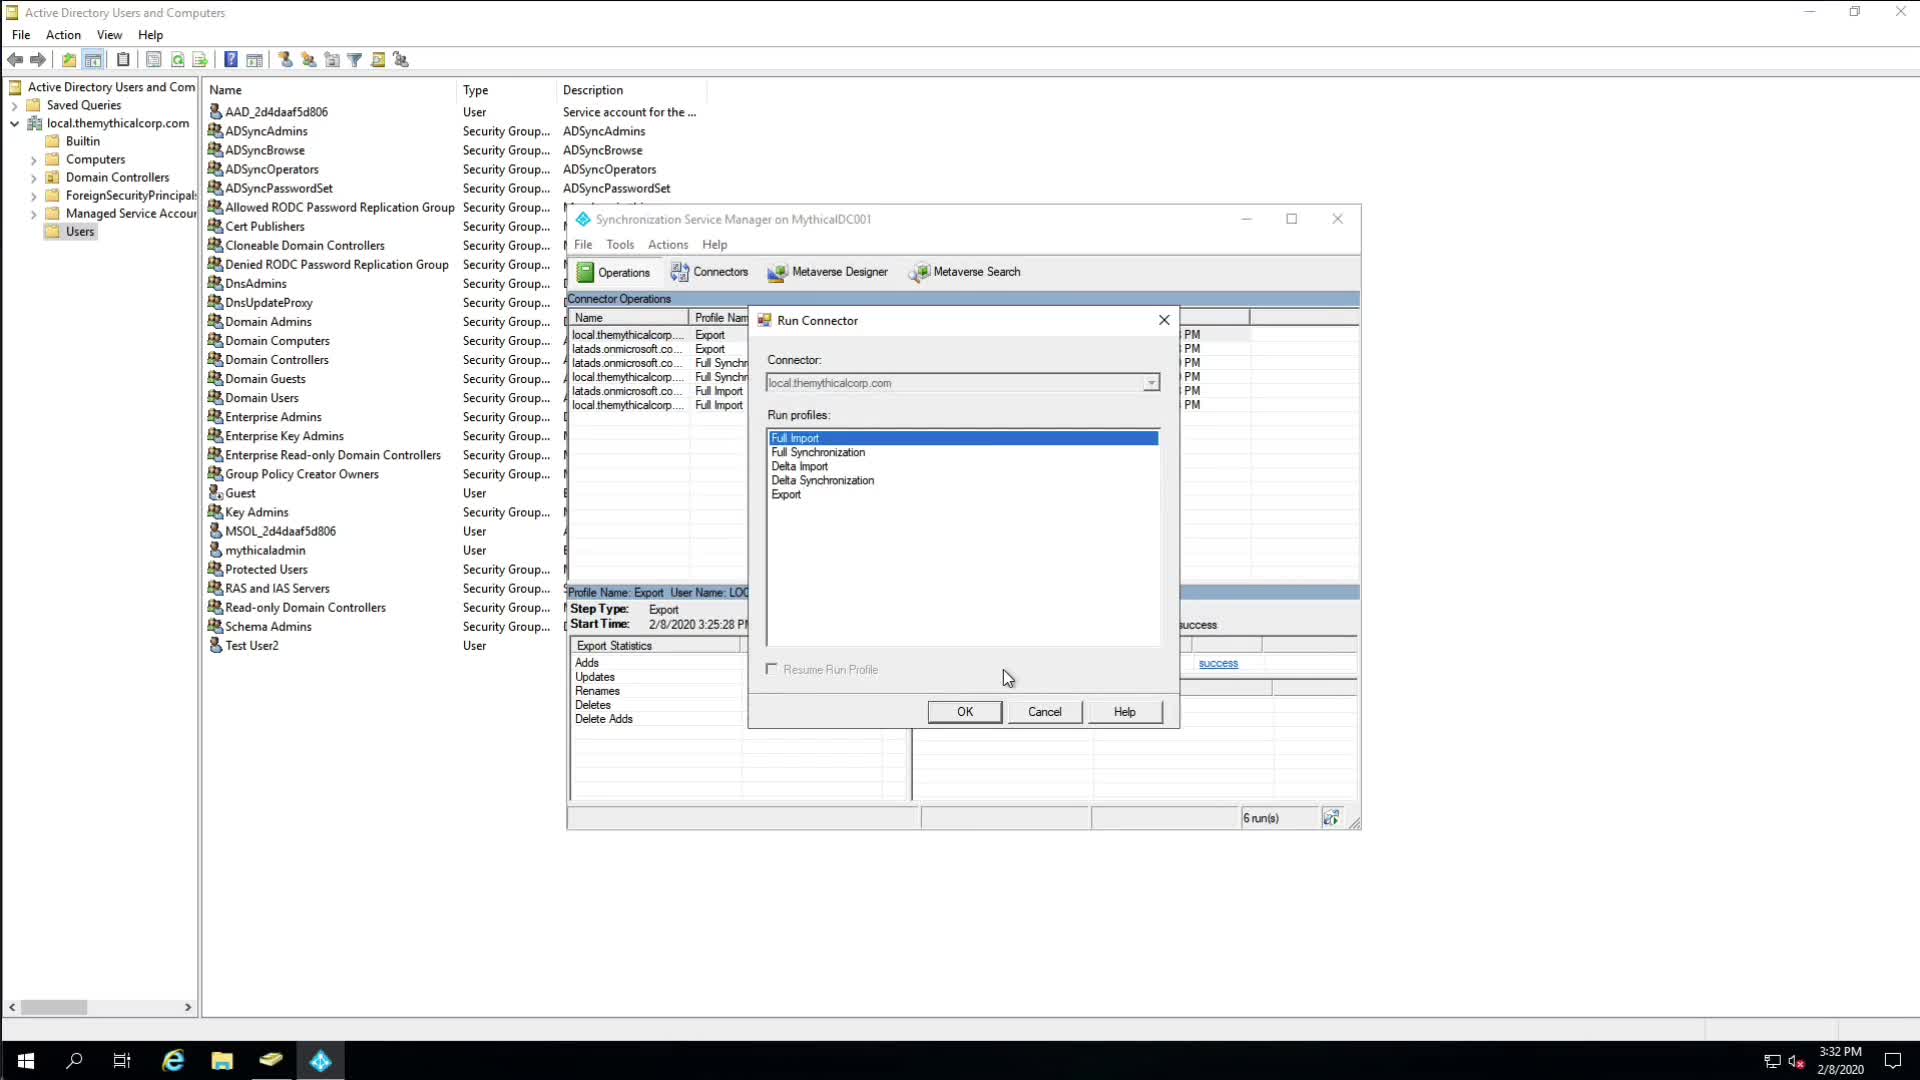 Active Directory Users and Computers
File Action View Help
Active Directory Users and Com
Saved Queries
local.themythicalcorp.com
Builtin
Computers
Domain Controllers
ForeignSecurityPrincipals
Managed Service Accour
Users
Name Type Description
AAD_2d4daaf5d806 User Service account for the ...
ADSyncAdmins Security Group... ADSyncAdmins
ADSyncBrowse Security Group... ADSyncBrowse
ADSyncOperators Security Group... ADSyncOperators
ADSyncPasswordSet Security Group... ADSyncPasswordSet
Allowed RODC Password Replication Group Security Group...
Cert Publishers Security Group...
Cloneable Domain Controllers Security Group...
Denied RODC Password Replication Group Security Group...
DnsAdmins Security Group...
DnsUpdateProxy Security Group...
Domain Admins Security Group...
Domain Computers Security Group...
Domain Controllers Security Group...
Domain Guests Security Group...
Domain Users Security Group...
Enterprise Admins Security Group...
Enterprise Key Admins Security Group...
Enterprise Read-only Domain Controllers Security Group...
Group Policy Creator Owners Security Group...
Guest User
Key Admins Security Group...
MSOL_2d4daaf5d806 User
mythicaladmin User
Protected Users Security Group...
RAS and IAS Servers Security Group...
Read-only Domain Controllers Security Group...
Schema Admins Security Group...
Test User2 User
Synchronization Service Manager on MythicalDC001
File Tools Actions Help
Operations Connectors Metaverse Designer Metaverse Search
Connector Operations
Name Profile Nam
local.themythicalcorp.... Export PM
latads.onmicrosoft.co... Export PM
latads.onmicrosoft.co... Full Synchr PM
local.themythicalcorp.... Full Synchr PM
latads.onmicrosoft.co... Full Import PM
local.themythicalcorp.... Full Import PM
Run Connector
Connector:
local.themythicalcorp.com
Run profiles:
Full Import
Full Synchronization
Delta Import
Delta Synchronization
Export
Resume Run Profile
OK Cancel Help
Profile Name: Export User Name: LOC
Step Type: Export
Start Time: 2/8/2020 3:25:28 PM success
Export Statistics
Adds success
Updates
Renames
Deletes
Delete Adds
6 run(s)
3:32 PM
2/8/2020